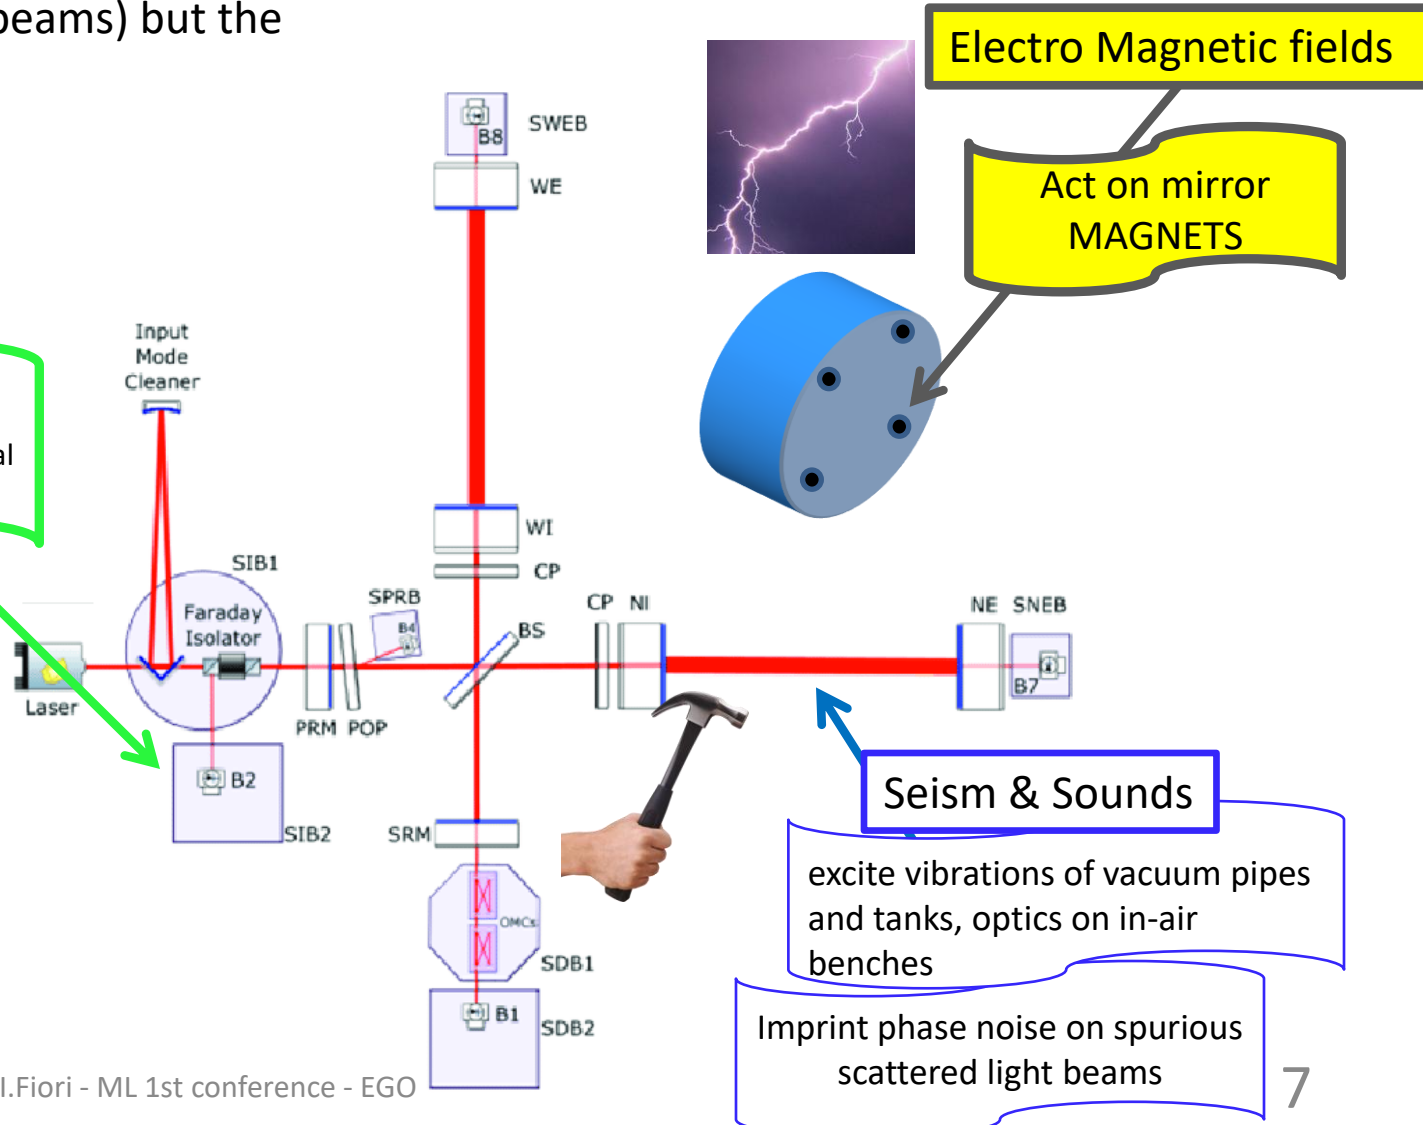 beams) but the
Electro Magnetic fields
Act on mirror
MAGNETS
B8
SWEB
WE
Input
Mode
Cleaner
al
WI
CP
SIB1
Faraday
Isolator
SPRB
B4
BS
CP NI
NE SNEB
B7
Laser
PRM POP
B2
SIB2
SRM
OMCs
SDB1
B1
SDB2
Seism & Sounds
excite vibrations of vacuum pipes
and tanks, optics on in-air
benches
Imprint phase noise on spurious
scattered light beams
I.Fiori - ML 1st conference - EGO
7